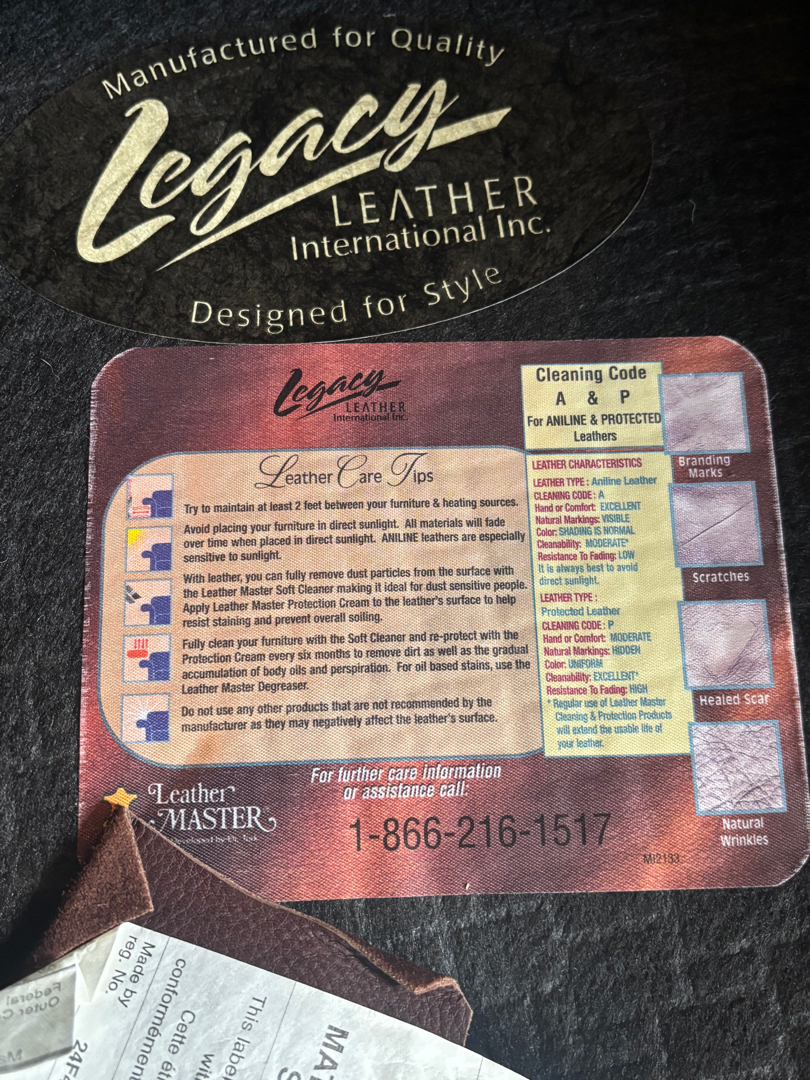 Manufactured for Quality
Legacy
LEATHER
International Inc.
Designed for Style
Legacy
LEATHER
International Inc.
Cleaning Code
A & P
For ANILINE & PROTECTED
Leathers
Leather Care Tips
Try to maintain at least 2 feet between your furniture & heating sources.
Avoid placing your furniture in direct sunlight. All materials will fade
over time when placed in direct sunlight. ANILINE leathers are especially
sensitive to sunlight.
With leather, you can fully remove dust particles from the surface with
the Leather Master Soft Cleaner making it ideal for dust sensitive people.
Apply Leather Master Protection Cream to the leather's surface to help
resist staining and prevent overall soiling.
Fully clean your furniture with the Soft Cleaner and re-protect with the
Protection Cream every six months to remove dirt as well as the gradual
accumulation of body oils and perspiration. For oil based stains, use the
Leather Master Degreaser.
Do not use any other products that are not recommended by the
manufacturer as they may negatively affect the leather's surface.
LEATHER CHARACTERISTICS
LEATHER TYPE : Aniline Leather
CLEANING CODE : A
Hand or Comfort: EXCELLENT
Natural Markings: VISIBLE
Color: SHADING IS NORMAL
Cleanability: MODERATE*
Resistance To Fading: LOW
It is always best to avoid
direct sunlight.
LEATHER TYPE :
Protected Leather
CLEANING CODE : P
Hand or Comfort: MODERATE
Natural Markings: HIDDEN
Color: UNIFORM
Cleanability: EXCELLENT*
Resistance To Fading: HIGH
* Regular use of Leather Master
Cleaning & Protection Products
will extend the usable life of
your leather.
Branding
Marks
Scratches
Healed Scar
Natural
Wrinkles
Leather
MASTER
For further care information
or assistance call:
1-866-216-1517
MI2133
Made by
reg. No.
conformément
Cette
This label
Federal
Outer